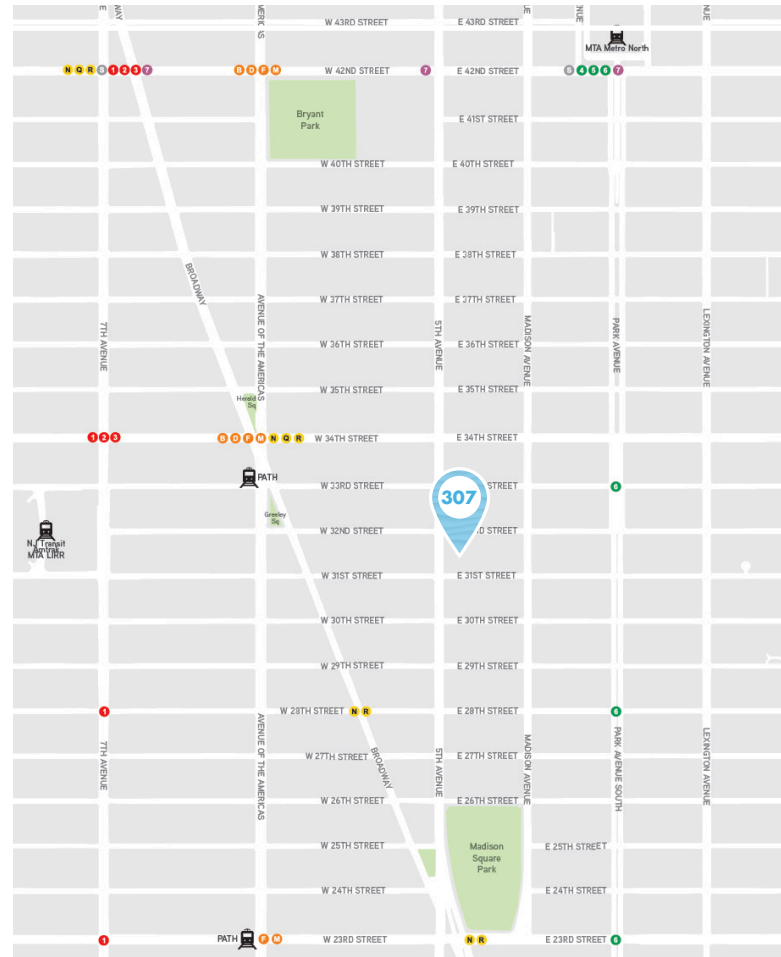 E
WAY
MERICAS
W 43RD STREET
E 43RD STREET
UE
NUE
NUE
MTA Metro North
N Q R S 1 2 3 7
B D F M
W 42ND STREET
7
E 42ND STREET
S 4 5 6 7
Bryant
Park
E 41ST STREET
W 40TH STREET
E 40TH STREET
W 39TH STREET
E 39TH STREET
W 38TH STREET
E 38TH STREET
BROADWAY
W 37TH STREET
E 37TH STREET
7TH AVENUE
AVENUE OF THE AMERICAS
5TH AVENUE
MADISON AVENUE
PARK AVENUE
LEXINGTON AVENUE
W 36TH STREET
E 36TH STREET
W 35TH STREET
E 35TH STREET
Herald
Sq
1 2 3
B D F M N Q R
W 34TH STREET
E 34TH STREET
PATH
W 33RD STREET
307
STREET
6
Greeley
Sq
N.J. Transit
Amtrak
MTA LIRR
W 32ND STREET
D STREET
W 31ST STREET
E 31ST STREET
W 30TH STREET
E 30TH STREET
W 29TH STREET
E 29TH STREET
1
W 28TH STREET
N R
E 28TH STREET
6
7TH AVENUE
AVENUE OF THE AMERICAS
BROADWAY
5TH AVENUE
MADISON AVENUE
PARK AVENUE SOUTH
LEXINGTON AVENUE
W 27TH STREET
E 27TH STREET
W 26TH STREET
E 26TH STREET
W 25TH STREET
Madison
Square
Park
E 25TH STREET
W 24TH STREET
E 24TH STREET
1
PATH
F M
W 23RD STREET
N R
E 23RD STREET
6